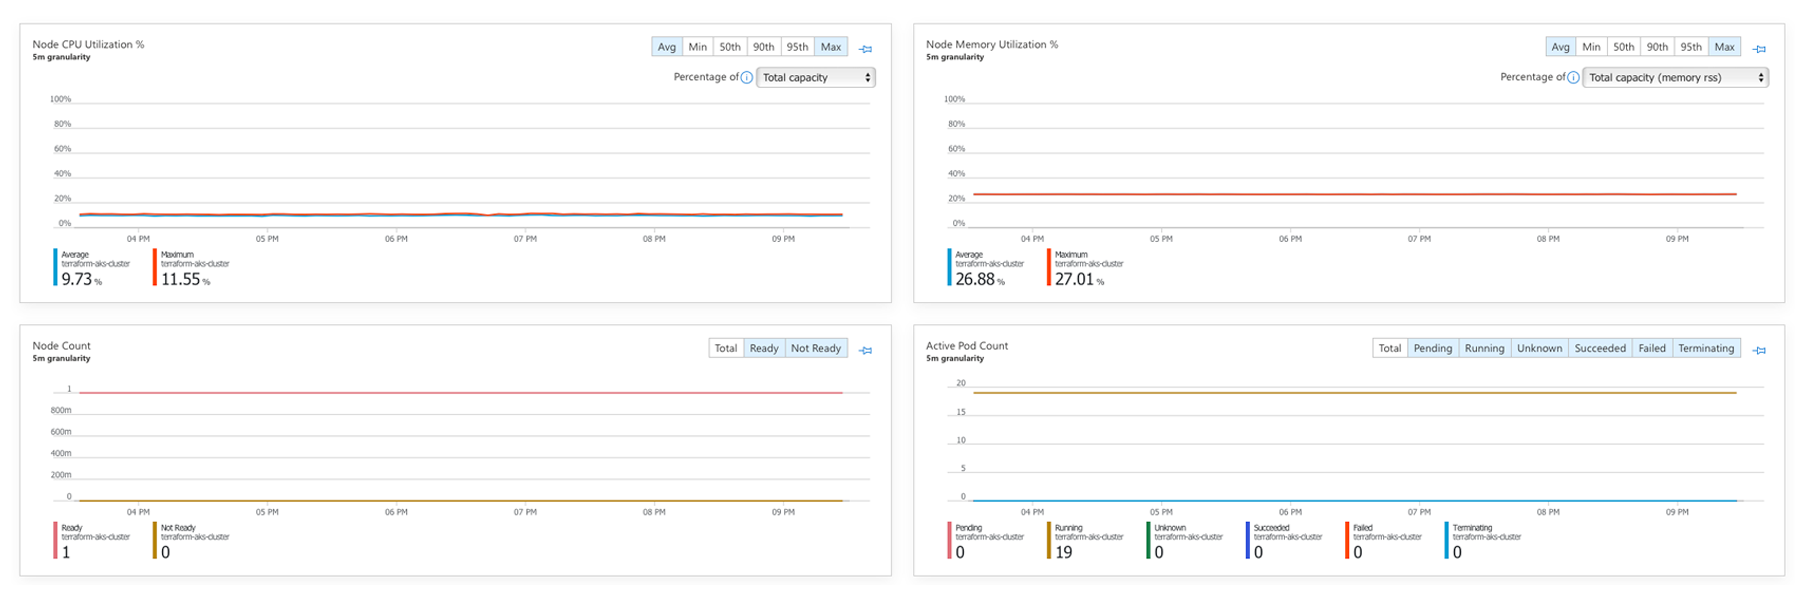 Node CPU Utilization %
5m granularity
Avg Min 50th 90th 95th Max
Percentage of Total capacity
100%
80%
60%
40%
20%
0%
04 PM 05 PM 06 PM 07 PM 08 PM 09 PM
Average
terraform-aks-cluster
9.73 %
Maximum
terraform-aks-cluster
11.55 %
Node Memory Utilization %
5m granularity
Avg Min 50th 90th 95th Max
Percentage of Total capacity (memory rss)
100%
80%
60%
40%
20%
0%
04 PM 05 PM 06 PM 07 PM 08 PM 09 PM
Average
terraform-aks-cluster
26.88 %
Maximum
terraform-aks-cluster
27.01 %
Node Count
5m granularity
Total Ready Not Ready
1
800m
600m
400m
200m
0
04 PM 05 PM 06 PM 07 PM 08 PM 09 PM
Ready
terraform-aks-cluster
1
Not Ready
terraform-aks-cluster
0
Active Pod Count
5m granularity
Total Pending Running Unknown Succeeded Failed Terminating
20
15
10
5
0
04 PM 05 PM 06 PM 07 PM 08 PM 09 PM
Pending
terraform-aks-cluster
0
Running
terraform-aks-cluster
19
Unknown
terraform-aks-cluster
0
Succeeded
terraform-aks-cluster
0
Failed
terraform-aks-cluster
0
Terminating
terraform-aks-cluster
0